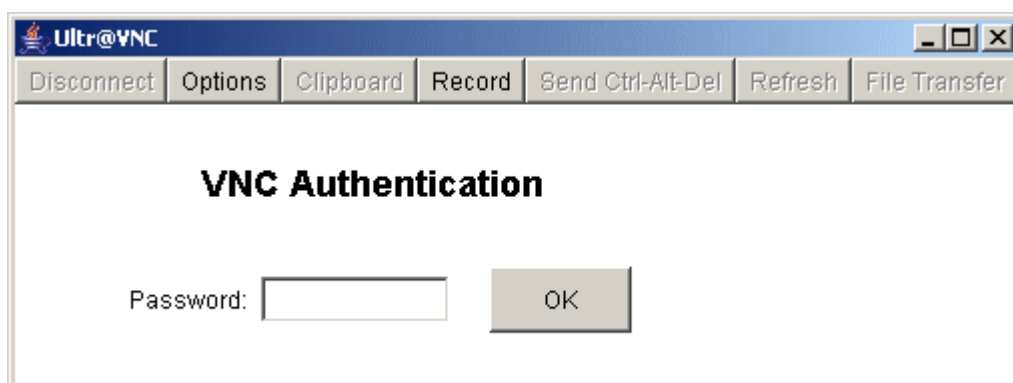 Ultr@VNC
Disconnect Options Clipboard Record Send Ctrl-Alt-Del Refresh File Transfer
VNC Authentication
Password: OK